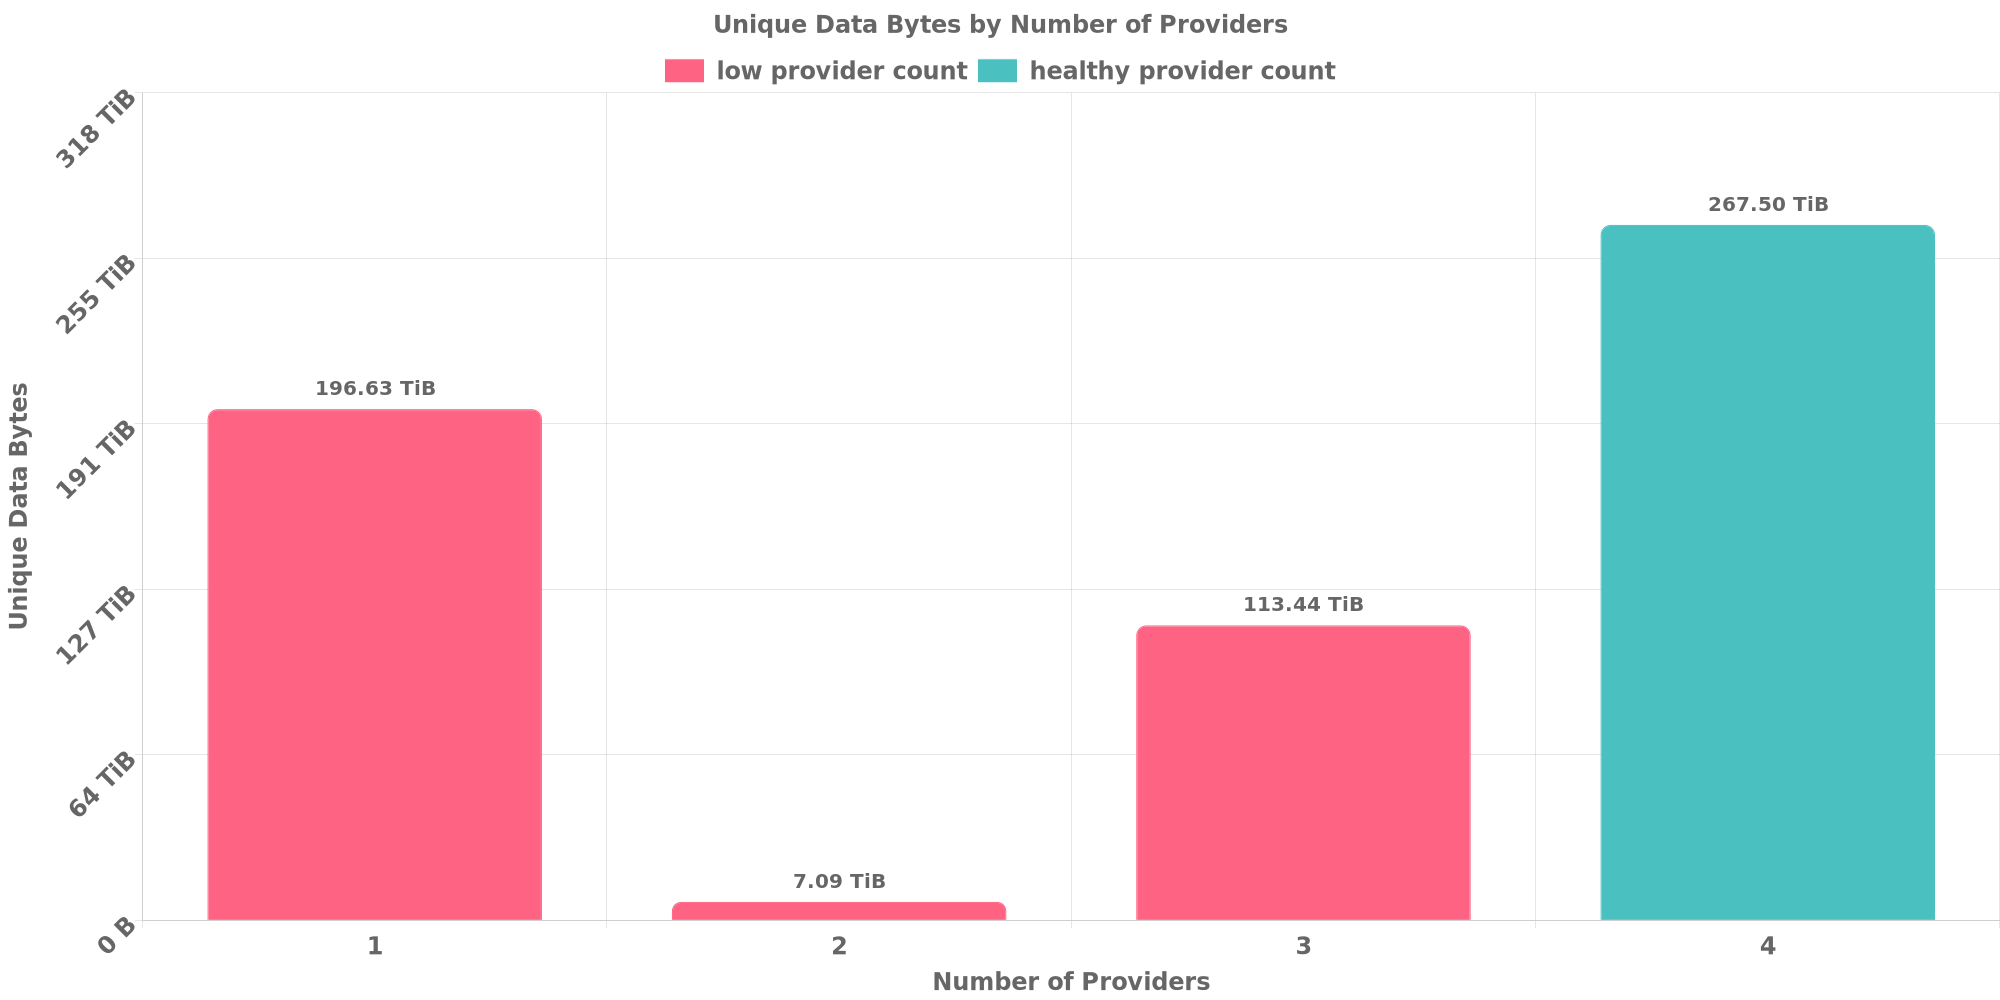 Unique Data Bytes by Number of Providers
low provider count healthy provider count
318 TiB
255 TiB
191 TiB
127 TiB
64 TiB
0 B
Unique Data Bytes
196.63 TiB
7.09 TiB
113.44 TiB
267.50 TiB
1 2 3 4
Number of Providers